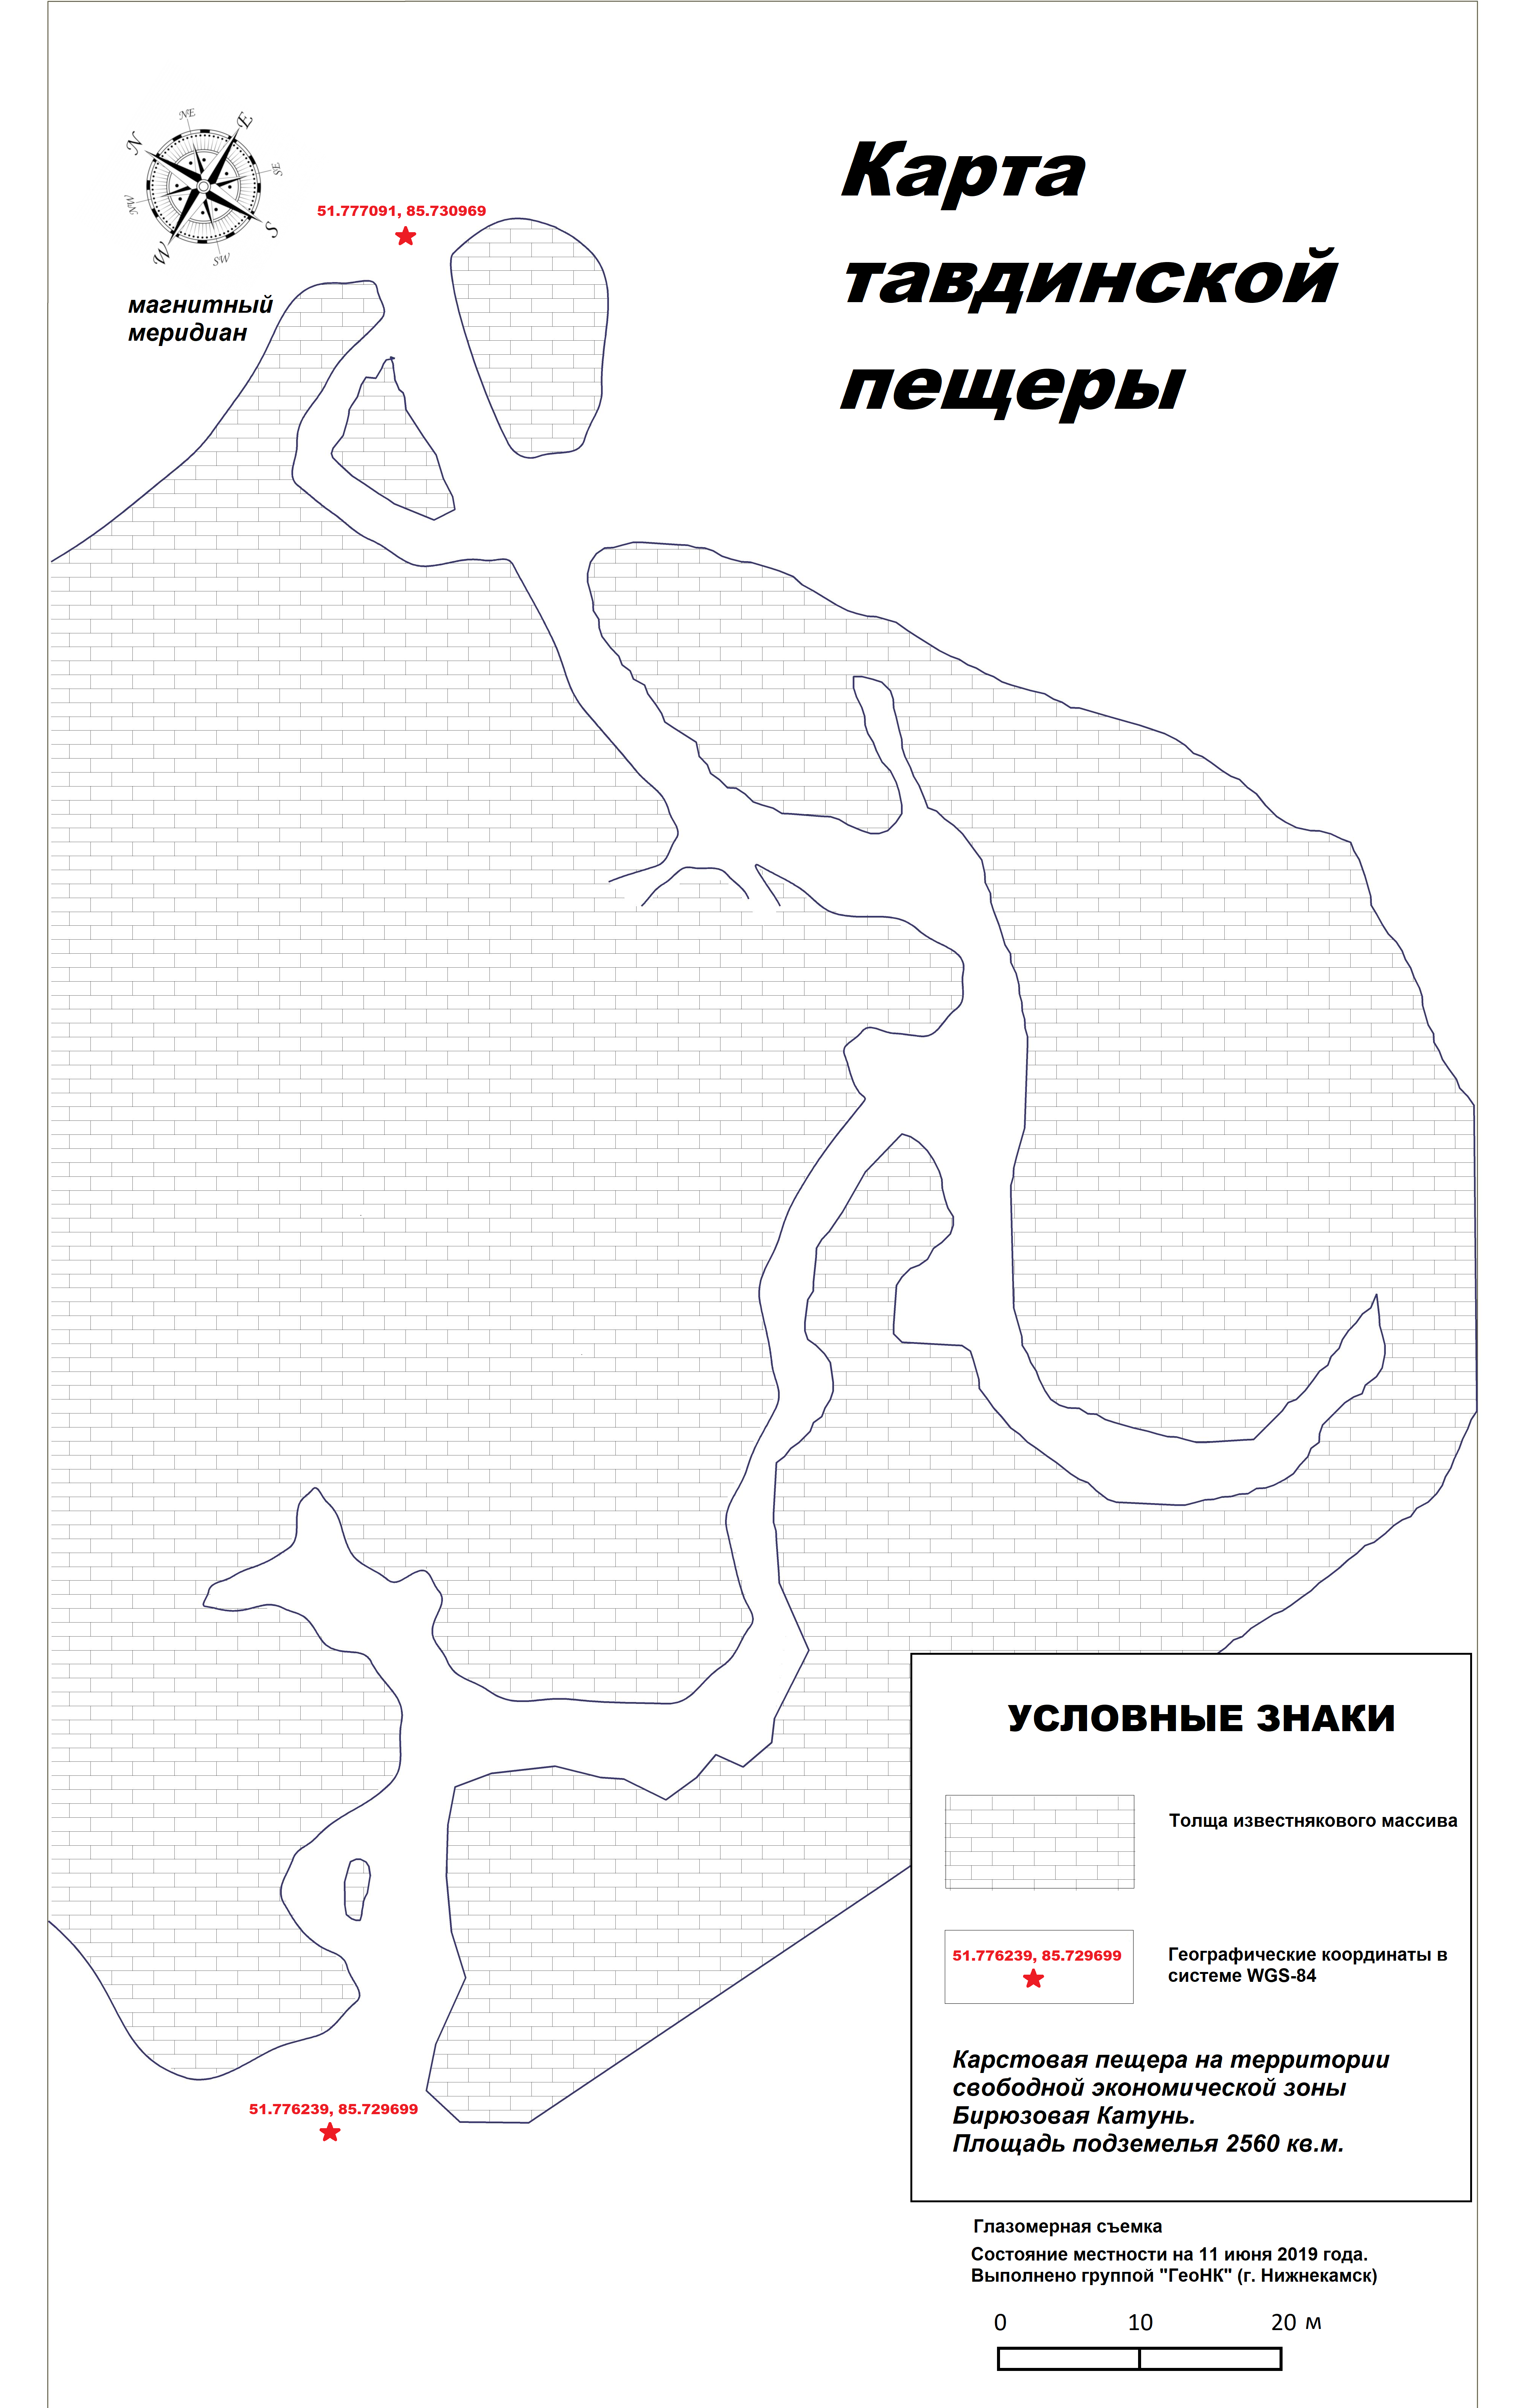 Карта
тавдинской
пещеры
N
NE
E
SE
S
SW
W
NW
магнитный
меридиан
51.777091, 85.730969
51.776239, 85.729699
УСЛОВНЫЕ ЗНАКИ
Толща известнякового массива
51.776239, 85.729699
Географические координаты в
системе WGS-84
Карстовая пещера на территории
свободной экономической зоны
Бирюзовая Катунь.
Площадь подземелья 2560 кв.м.
Глазомерная съемка
Состояние местности на 11 июня 2019 года.
Выполнено группой "ГеоНК" (г. Нижнекамск)
0 10 20 м